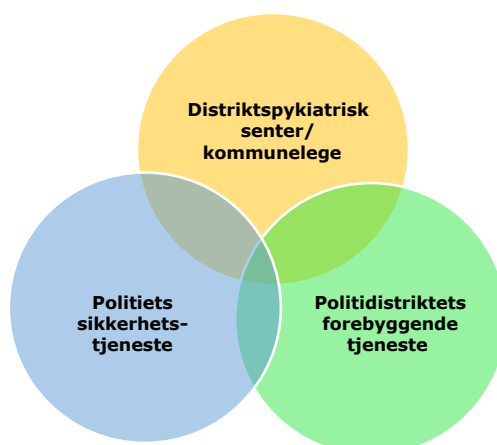 Distriktspykiatrisk
senter/
kommunelege
Politiets
sikkerhets-
tjeneste
Politidistriktets
forebyggende
tjeneste